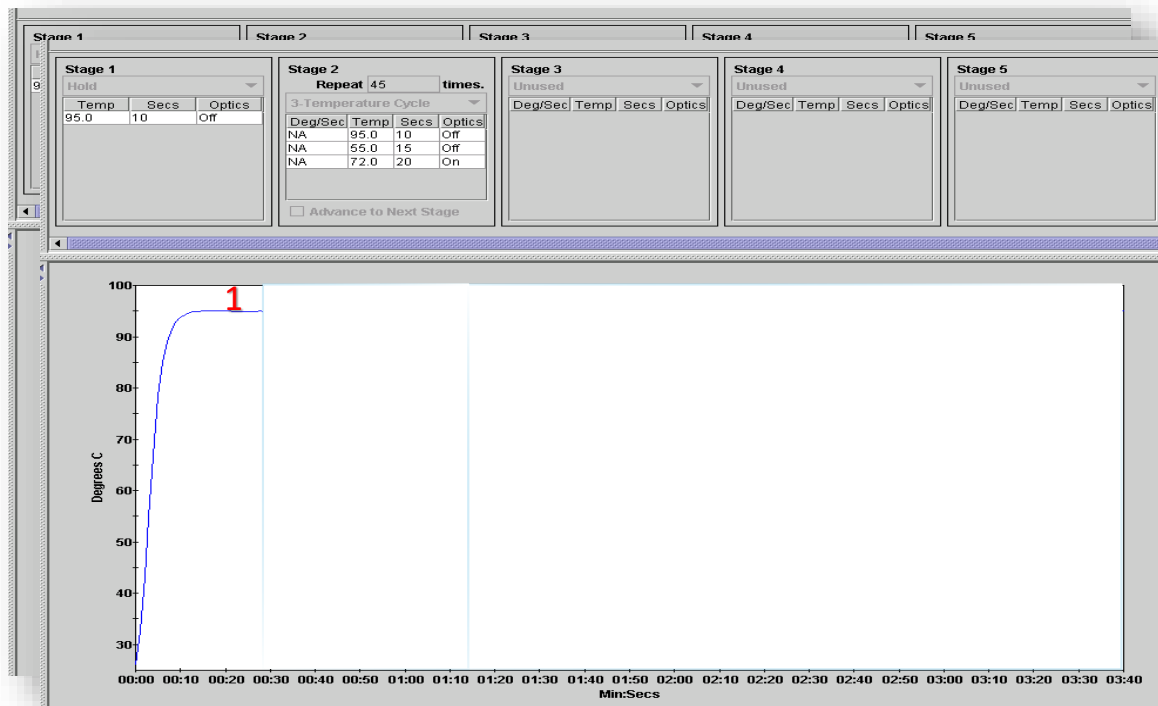 Stage 1 Stage 2 Stage 3 Stage 4 Stage 5
9
Stage 1
Hold
Temp Secs Optics
95.0 10 Off
Stage 2
Repeat 45 times.
3-Temperature Cycle
Deg/Sec Temp Secs Optics
NA 95.0 10 Off
NA 55.0 15 Off
NA 72.0 20 On
Advance to Next Stage
Stage 3
Unused
Deg/Sec Temp Secs Optics
Stage 4
Unused
Deg/Sec Temp Secs Optics
Stage 5
Unused
Deg/Sec Temp Secs Optics
1
100
90
80
70
60
50
40
30
Degrees C
00:00 00:10 00:20 00:30 00:40 00:50 01:00 01:10 01:20 01:30 01:40 01:50 02:00 02:10 02:20 02:30 02:40 02:50 03:00 03:10 03:20 03:30 03:40
Min:Secs